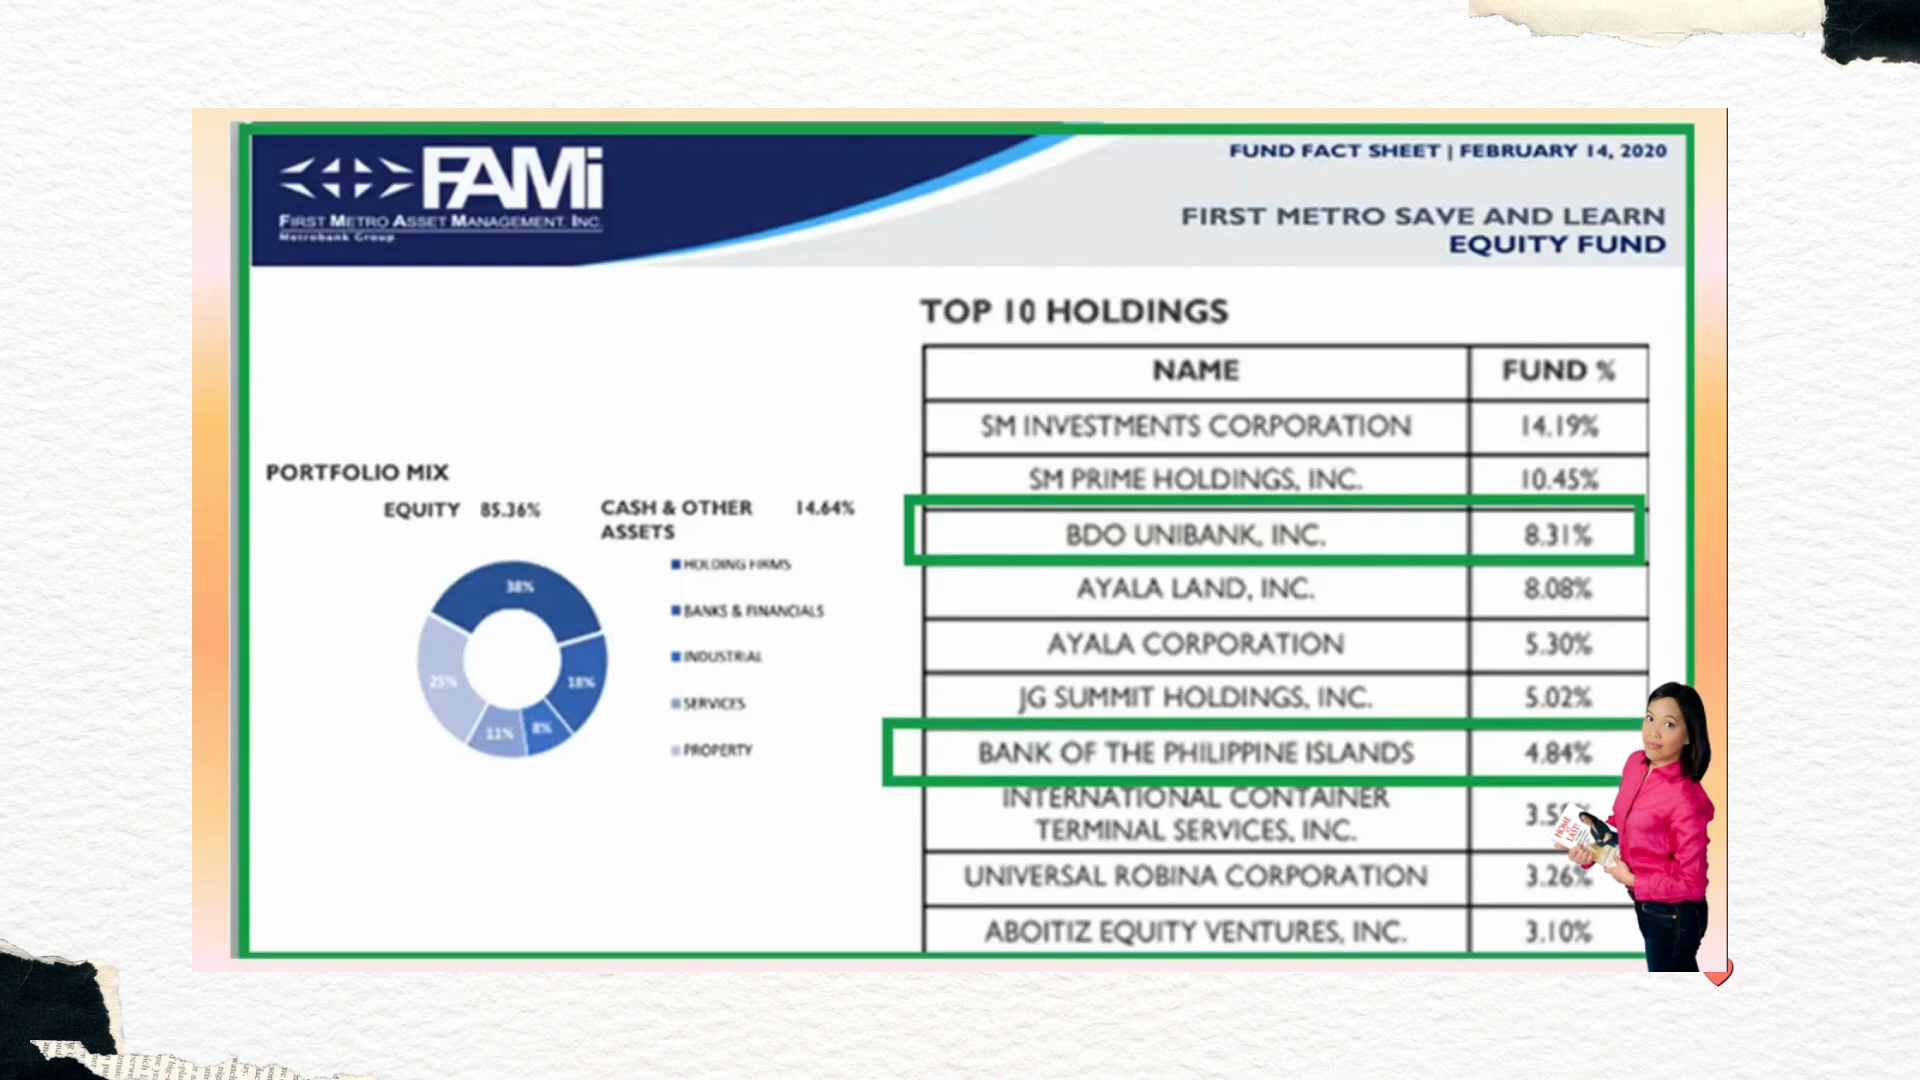 FAMi
FIRST METRO ASSET MANAGEMENT, INC.
Metrobank Group
FUND FACT SHEET | FEBRUARY 14, 2020
FIRST METRO SAVE AND LEARN
EQUITY FUND
PORTFOLIO MIX
EQUITY 85.36%
CASH & OTHER ASSETS 14.64%
38%
18%
8%
11%
25%
HOLDING FIRMS
BANKS & FINANCIALS
INDUSTRIAL
SERVICES
PROPERTY
TOP 10 HOLDINGS
NAME FUND %
SM INVESTMENTS CORPORATION 14.19%
SM PRIME HOLDINGS, INC. 10.45%
BDO UNIBANK, INC. 8.31%
AYALA LAND, INC. 8.08%
AYALA CORPORATION 5.30%
JG SUMMIT HOLDINGS, INC. 5.02%
BANK OF THE PHILIPPINE ISLANDS 4.84%
INTERNATIONAL CONTAINER
TERMINAL SERVICES, INC.
UNIVERSAL ROBINA CORPORATION 3.26%
ABOITIZ EQUITY VENTURES, INC. 3.10%
HOME
LAST!